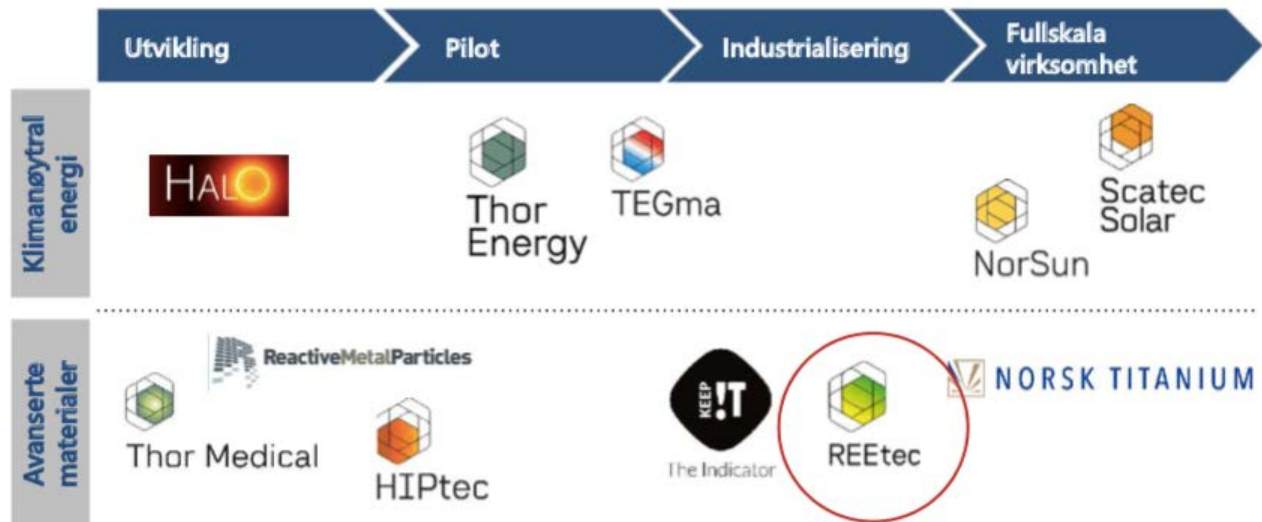 Utvikling
Pilot
Industrialisering
Fullskala
virksomhet
Klimanøytral
energi
HALO
Thor
Energy
TEGma
NorSun
Scatec
Solar
Avanserte
materialer
Thor Medical
ReactiveMetalParticles
HIPtec
KEEP
!T
The Indicator
REEtec
NORSK TITANIUM